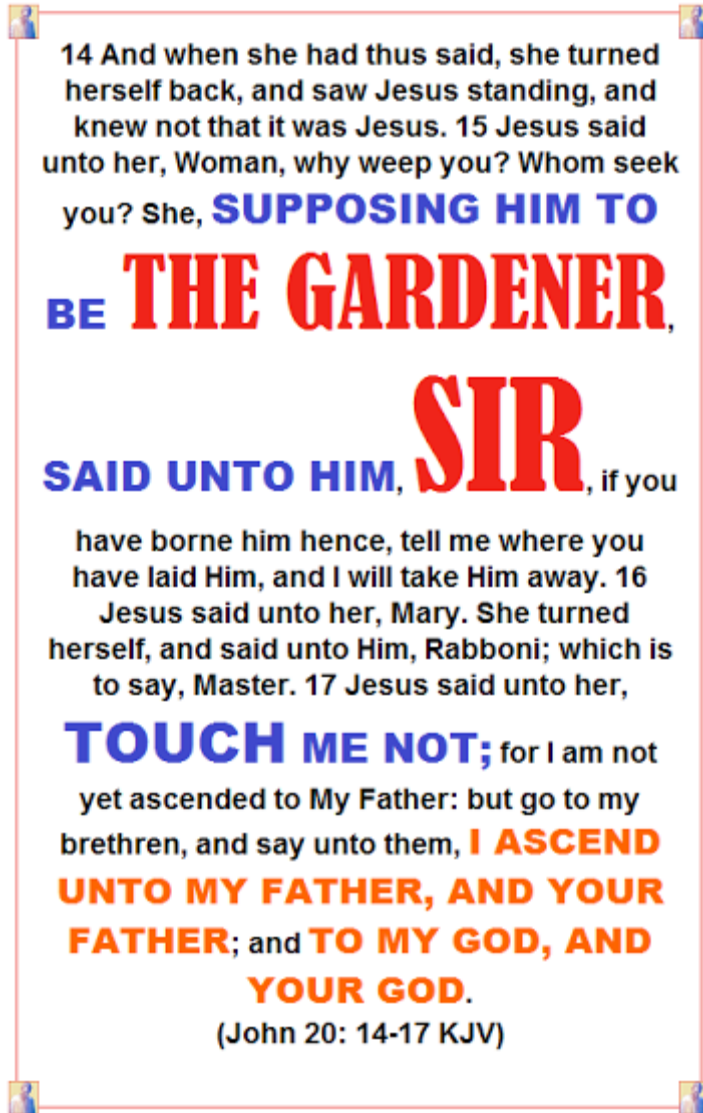 14 And when she had thus said, she turned
herself back, and saw Jesus standing, and
knew not that it was Jesus. 15 Jesus said
unto her, Woman, why weep you? Whom seek
you? She, SUPPOSING HIM TO
BE THE GARDENER,
SAID UNTO HIM, SIR, if you
have borne him hence, tell me where you
have laid Him, and I will take Him away. 16
Jesus said unto her, Mary. She turned
herself, and said unto Him, Rabboni; which is
to say, Master. 17 Jesus said unto her,
TOUCH ME NOT; for I am not
yet ascended to My Father: but go to my
brethren, and say unto them, I ASCEND
UNTO MY FATHER, AND YOUR
FATHER; and TO MY GOD, AND
YOUR GOD.
(John 20: 14-17 KJV)